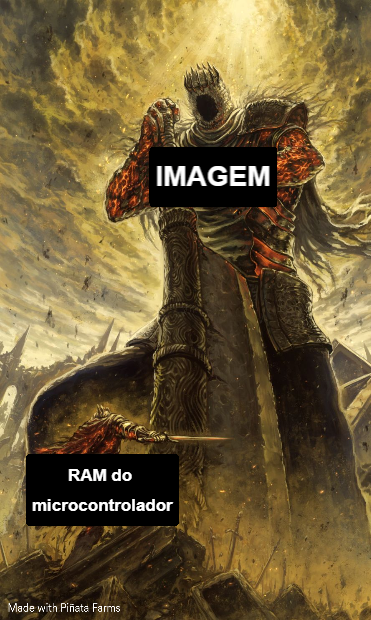 IMAGEM
RAM do
microcontrolador
Made with Piñata Farms